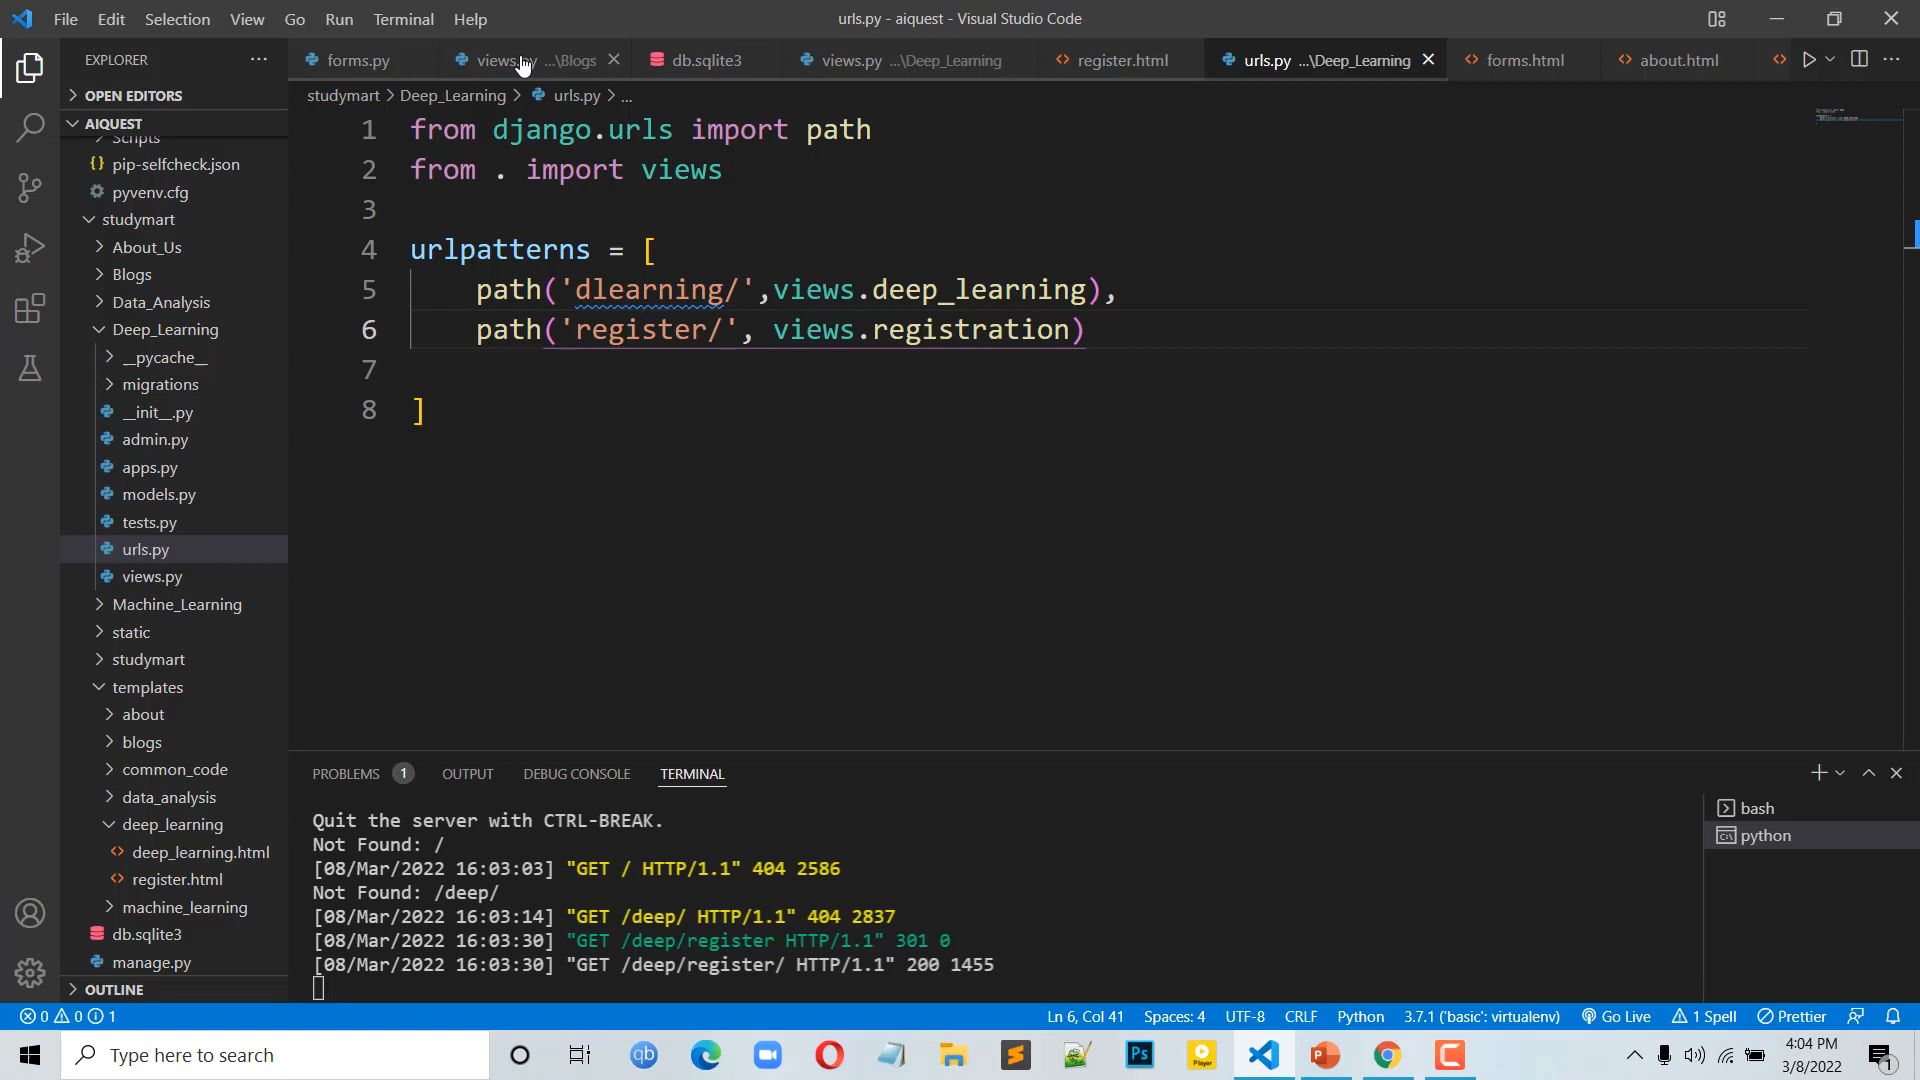 File Edit Selection View Go Run Terminal Help
urls.py - aiquest - Visual Studio Code
EXPLORER
forms.py
views.py ...\Blogs
db.sqlite3
views.py ...\Deep_Learning
register.html
urls.py ...\Deep_Learning
forms.html
about.html
OPEN EDITORS
AIQUEST
Scripts
pip-selfcheck.json
pyvenv.cfg
studymart
About_Us
Blogs
Data_Analysis
Deep_Learning
__pycache__
migrations
__init__.py
admin.py
apps.py
models.py
tests.py
urls.py
views.py
Machine_Learning
static
studymart
templates
about
blogs
common_code
data_analysis
deep_learning
deep_learning.html
register.html
machine_learning
db.sqlite3
manage.py
OUTLINE
studymart > Deep_Learning > urls.py > ...
1 from django.urls import path
2 from . import views
3
4 urlpatterns = [
5 path('dlearning/',views.deep_learning),
6 path('register/', views.registration)
7
8 ]
PROBLEMS 1 OUTPUT DEBUG CONSOLE TERMINAL
Quit the server with CTRL-BREAK.
Not Found: /
[08/Mar/2022 16:03:03] "GET / HTTP/1.1" 404 2586
Not Found: /deep/
[08/Mar/2022 16:03:14] "GET /deep/ HTTP/1.1" 404 2837
[08/Mar/2022 16:03:30] "GET /deep/register HTTP/1.1" 301 0
[08/Mar/2022 16:03:30] "GET /deep/register/ HTTP/1.1" 200 1455
bash
python
0 0 1
Ln 6, Col 41 Spaces: 4 UTF-8 CRLF Python 3.7.1 ('basic': virtualenv) Go Live 1 Spell Prettier
Type here to search
qb
Ps
Player
4:04 PM
3/8/2022
1